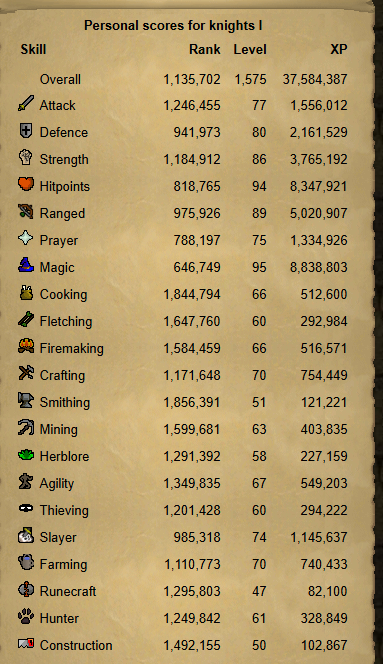 Personal scores for knights l
Skill Rank Level XP
Overall 1,135,702 1,575 37,584,387
Attack 1,246,455 77 1,556,012
Defence 941,973 80 2,161,529
Strength 1,184,912 86 3,765,192
Hitpoints 818,765 94 8,347,921
Ranged 975,926 89 5,020,907
Prayer 788,197 75 1,334,926
Magic 646,749 95 8,838,803
Cooking 1,844,794 66 512,600
Fletching 1,647,760 60 292,984
Firemaking 1,584,459 66 516,571
Crafting 1,171,648 70 754,449
Smithing 1,856,391 51 121,221
Mining 1,599,681 63 403,835
Herblore 1,291,392 58 227,159
Agility 1,349,835 67 549,203
Thieving 1,201,428 60 294,222
Slayer 985,318 74 1,145,637
Farming 1,110,773 70 740,433
Runecraft 1,295,803 47 82,100
Hunter 1,249,842 61 328,849
Construction 1,492,155 50 102,867